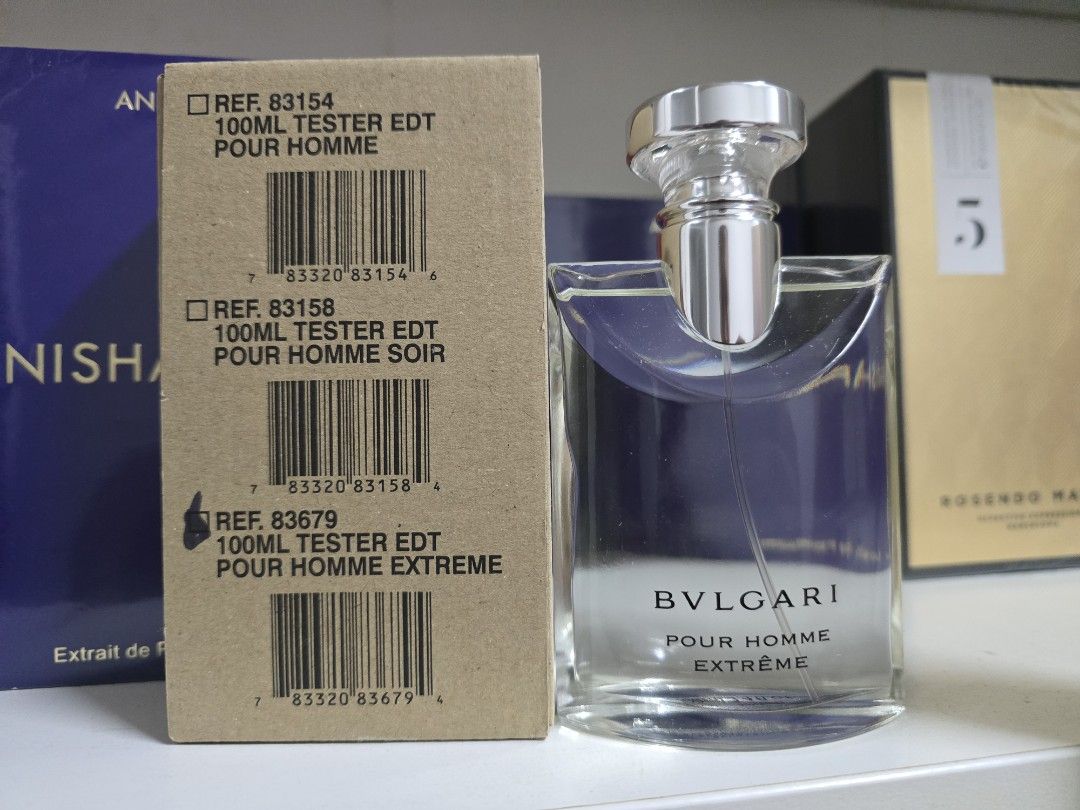 AN
NISHA
Extrait de P
REF. 83154
100ML TESTER EDT
POUR HOMME
7 83320 83154 6
REF. 83158
100ML TESTER EDT
POUR HOMME SOIR
7 83320 83158 4
REF. 83679
100ML TESTER EDT
POUR HOMME EXTREME
7 83320 83679 4
BVLGARI
POUR HOMME
EXTRÊME
5
ROSENDO MA